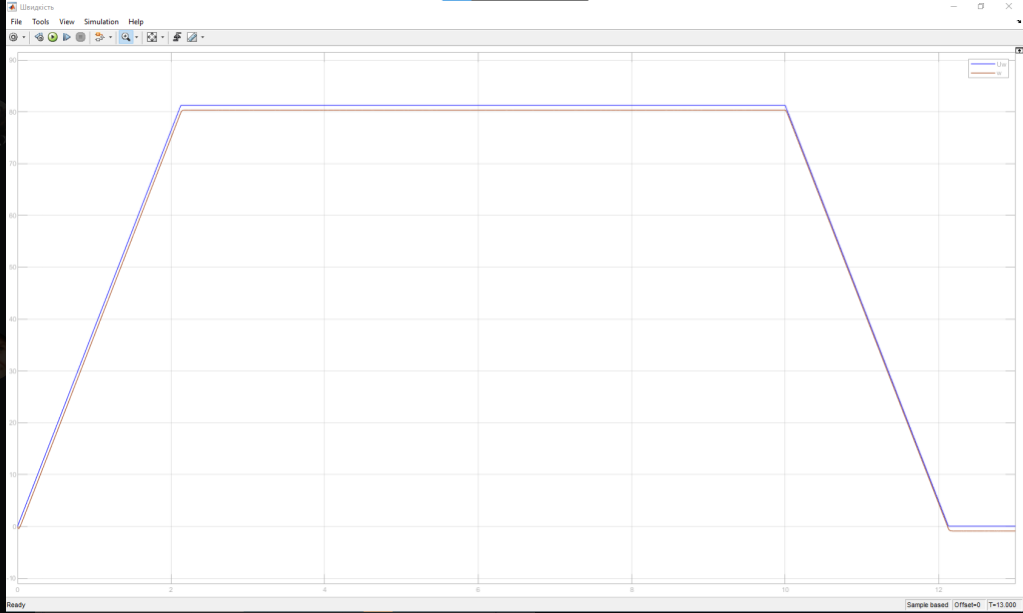 Швидкість
File Tools View Simulation Help
90
80
70
60
50
40
30
20
10
0
-10
0 2 4 6 8 10 12
Uw
w
Ready
Sample based Offset=0 T=13.000